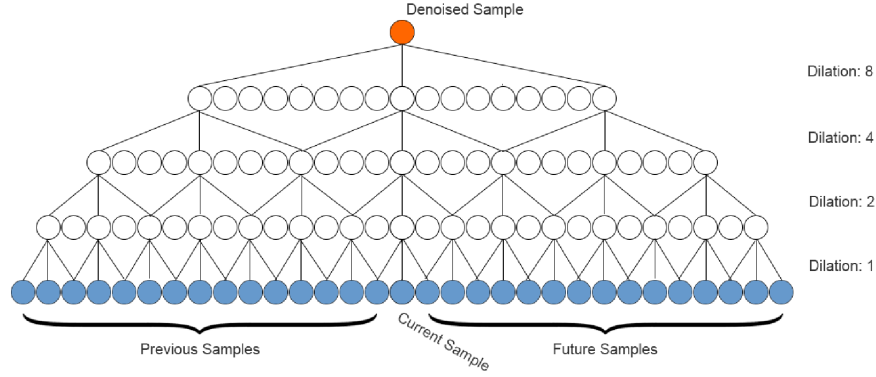 Denoised Sample
Dilation: 8
Dilation: 4
Dilation: 2
Dilation: 1
Previous Samples
Current Sample
Future Samples